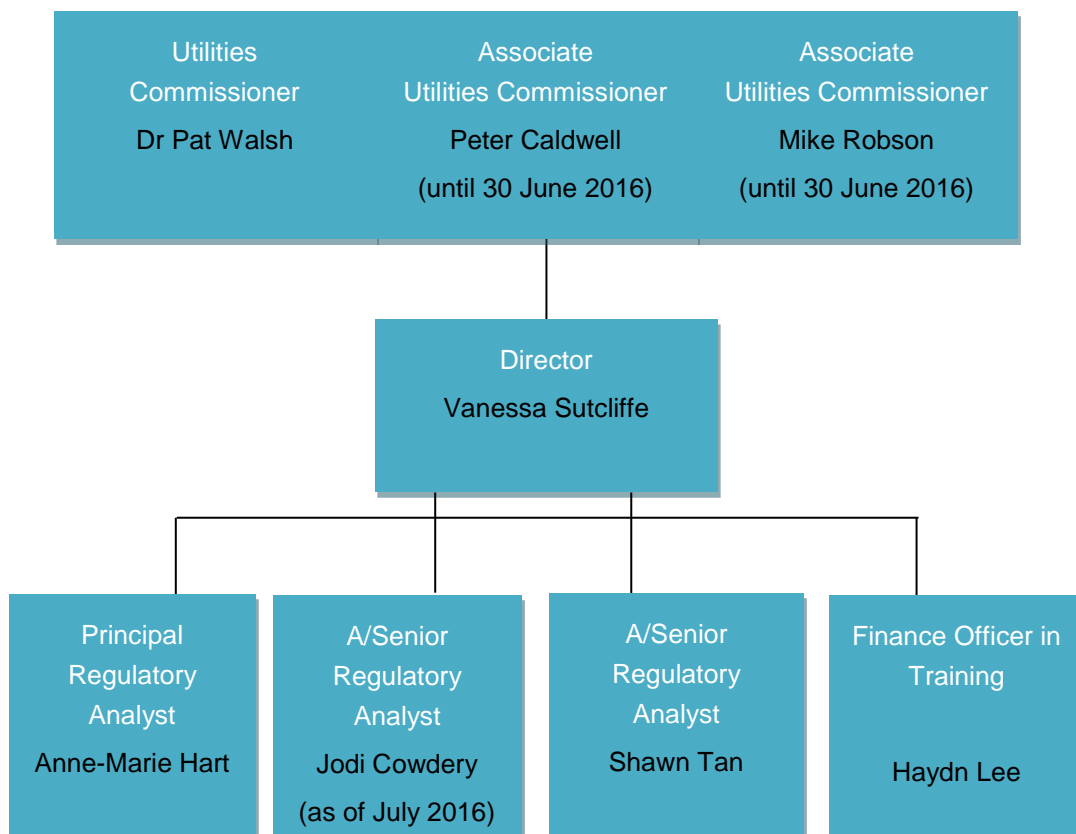 Utilities
Commissioner
Dr Pat Walsh
Associate
Utilities Commissioner
Peter Caldwell
(until 30 June 2016)
Associate
Utilities Commissioner
Mike Robson
(until 30 June 2016)
Director
Vanessa Sutcliffe
Principal
Regulatory
Analyst
Anne-Marie Hart
A/Senior
Regulatory
Analyst
Jodi Cowdery
(as of July 2016)
A/Senior
Regulatory
Analyst
Shawn Tan
Finance Officer in
Training
Haydn Lee